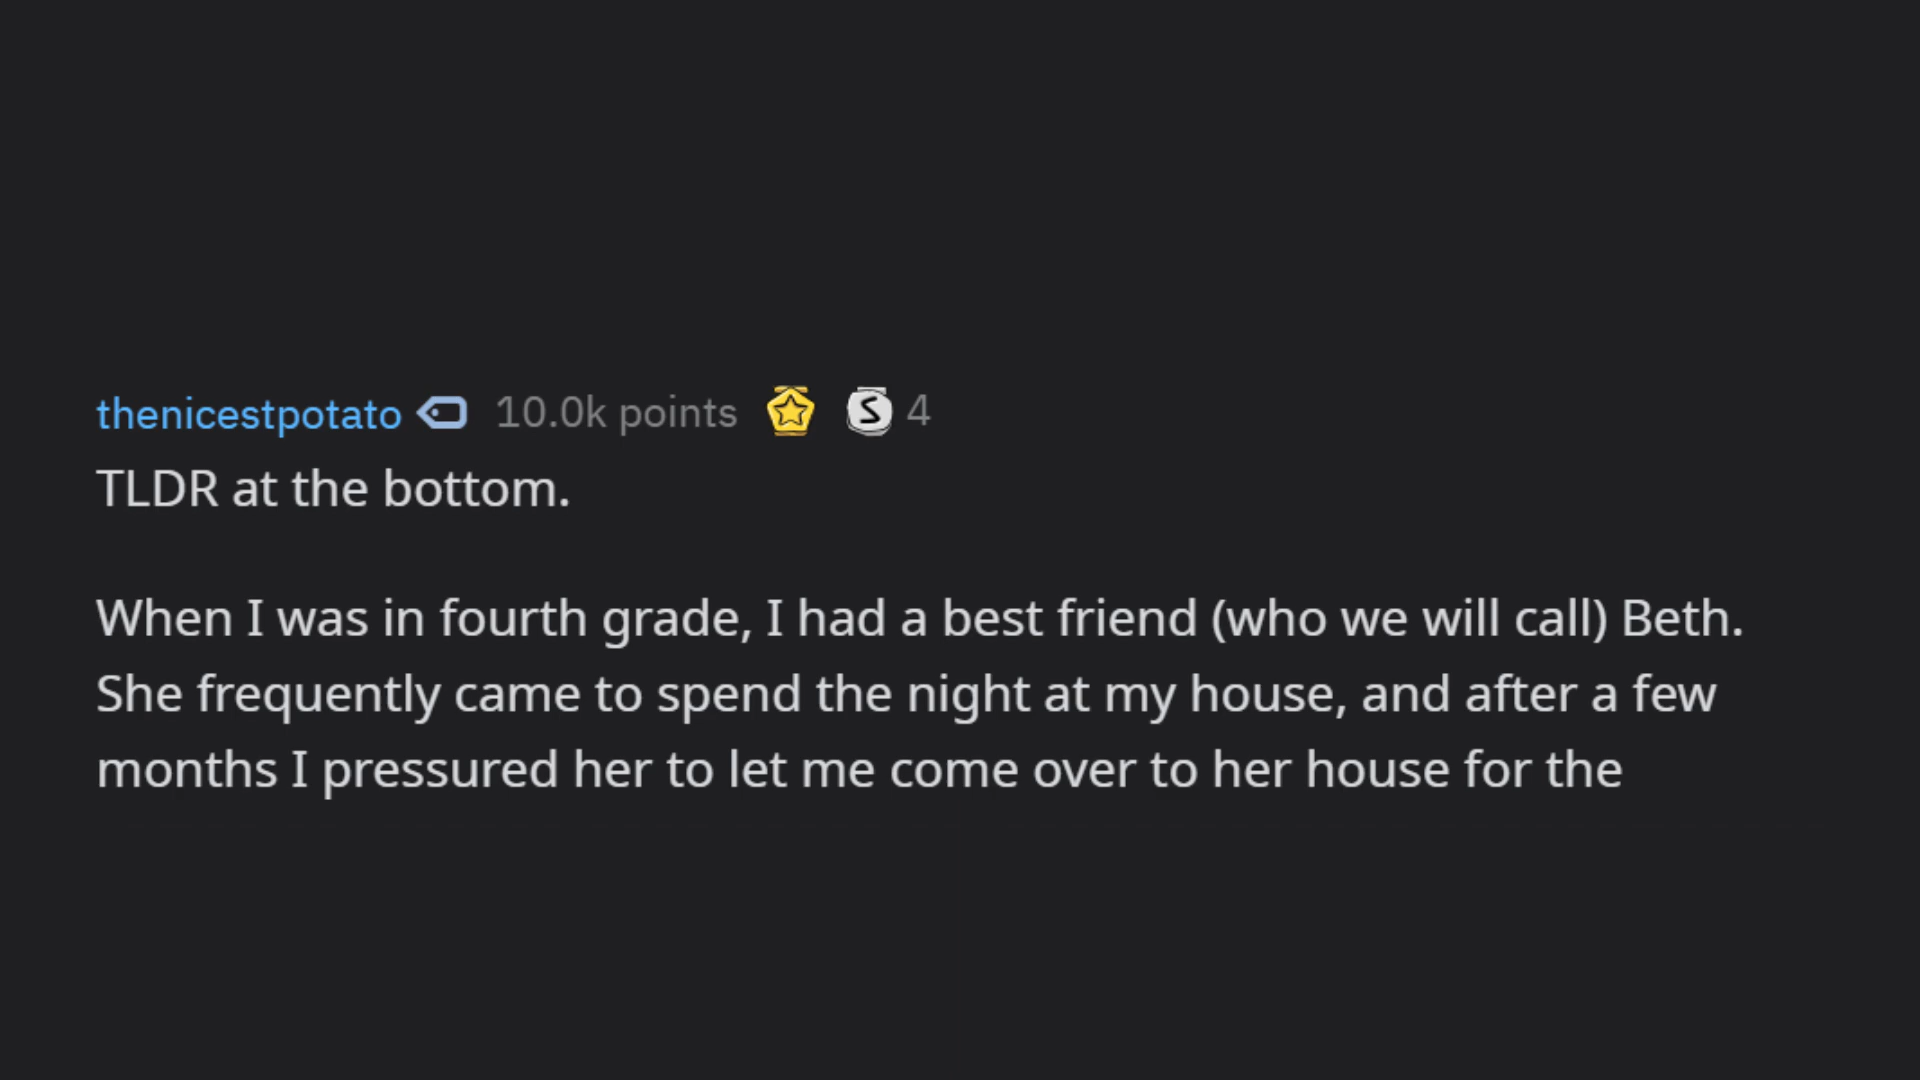 thenicestpotato 10.0k points 4
TLDR at the bottom.
When I was in fourth grade, I had a best friend (who we will call) Beth.
She frequently came to spend the night at my house, and after a few
months I pressured her to let me come over to her house for the